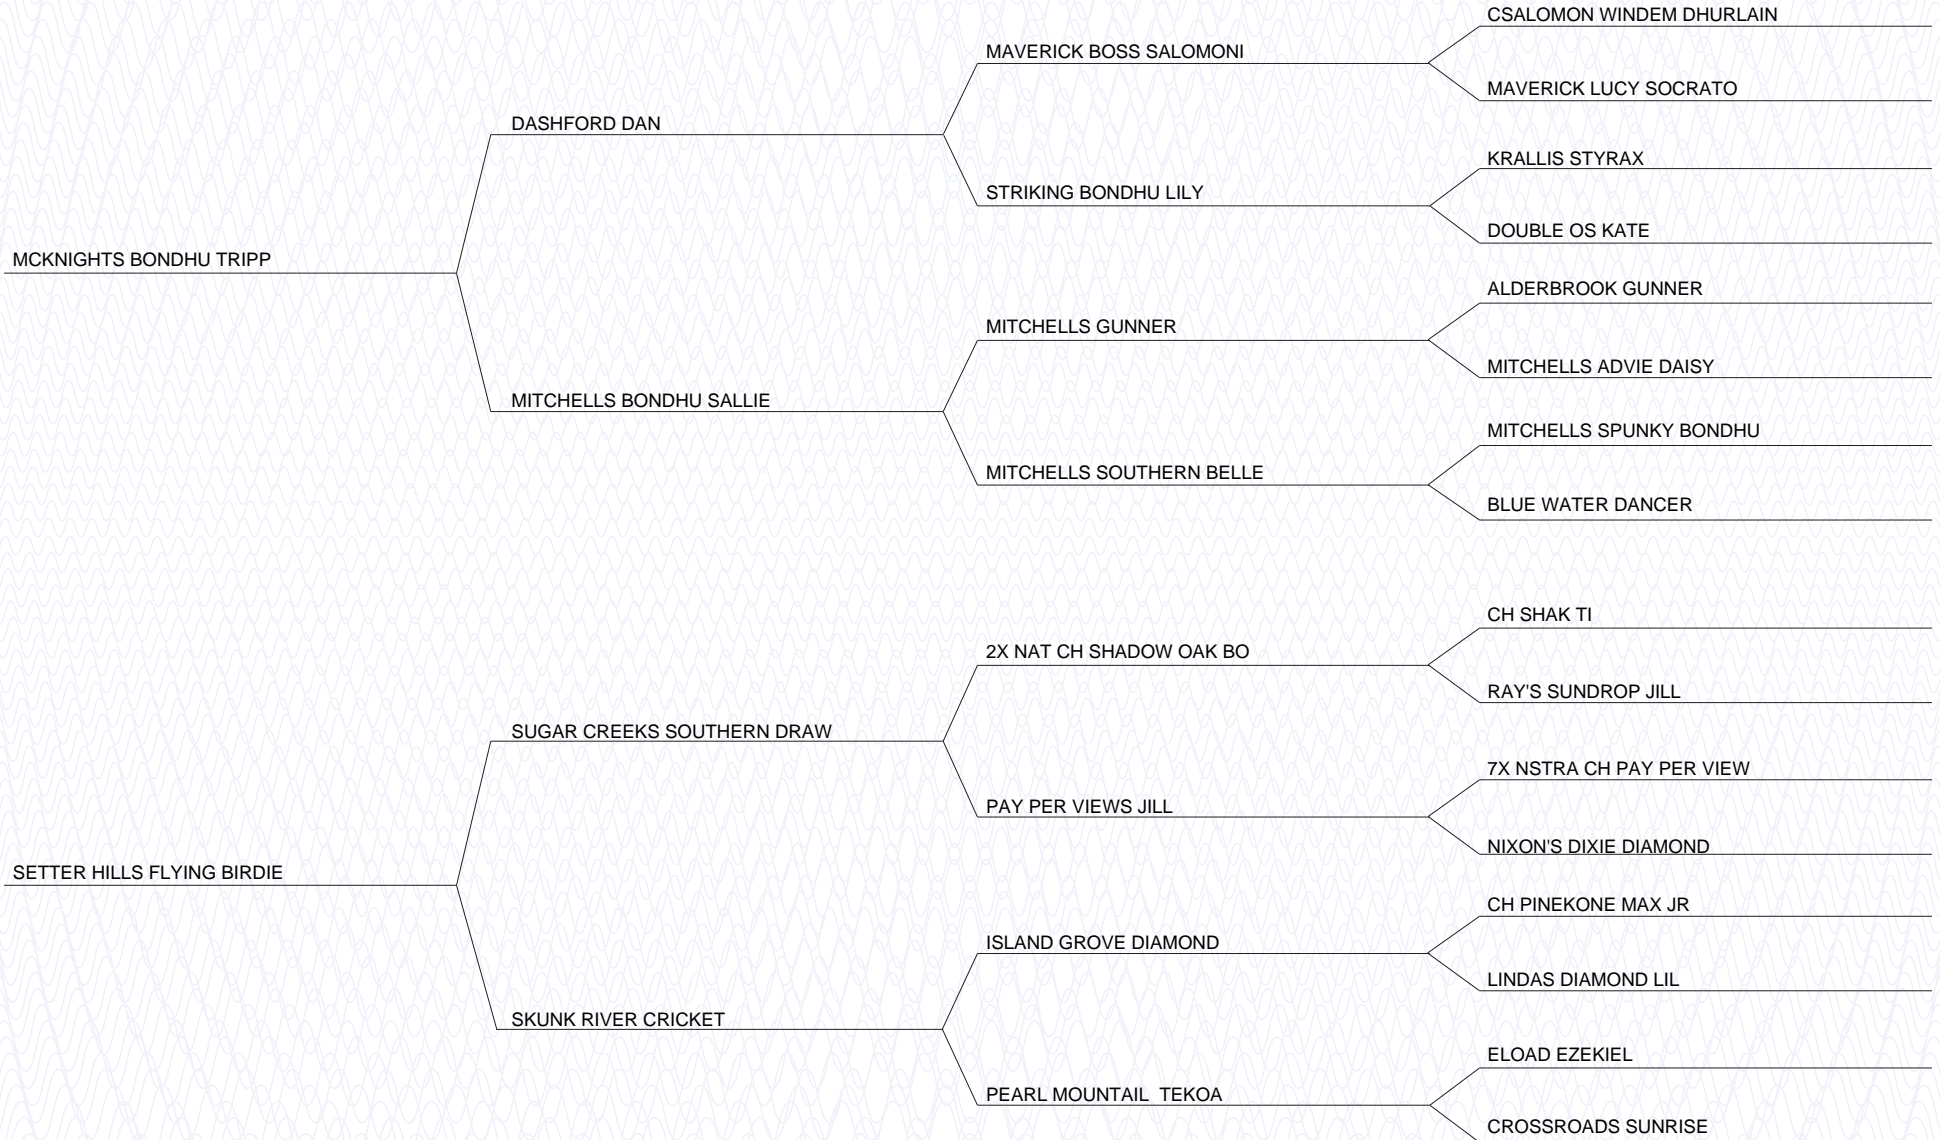 CSALOMON WINDEM DHURLAIN
MAVERICK BOSS SALOMONI
MAVERICK LUCY SOCRATO
DASHFORD DAN
KRALLIS STYRAX
STRIKING BONDHU LILY
DOUBLE OS KATE
MCKNIGHTS BONDHU TRIPP
ALDERBROOK GUNNER
MITCHELLS GUNNER
MITCHELLS ADVIE DAISY
MITCHELLS BONDHU SALLIE
MITCHELLS SPUNKY BONDHU
MITCHELLS SOUTHERN BELLE
BLUE WATER DANCER
CH SHAK TI
2X NAT CH SHADOW OAK BO
RAY'S SUNDROP JILL
SUGAR CREEKS SOUTHERN DRAW
7X NSTRA CH PAY PER VIEW
PAY PER VIEWS JILL
NIXON'S DIXIE DIAMOND
SETTER HILLS FLYING BIRDIE
CH PINEKONE MAX JR
ISLAND GROVE DIAMOND
LINDAS DIAMOND LIL
SKUNK RIVER CRICKET
ELOAD EZEKIEL
PEARL MOUNTAIL  TEKOA
CROSSROADS SUNRISE